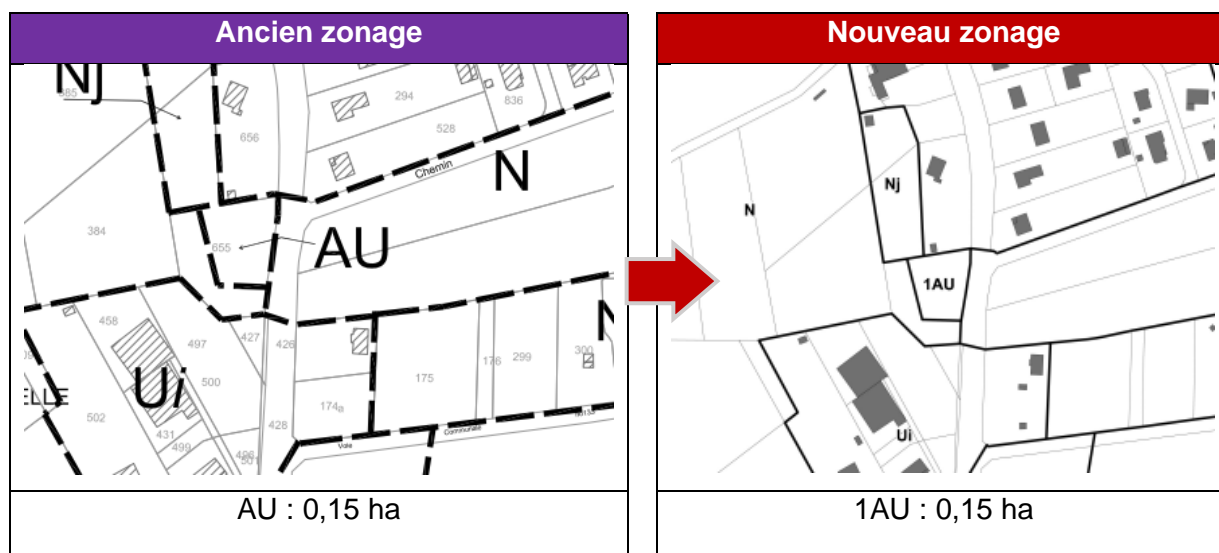 Ancien zonage
Nj
385
294
836
656
528
Chemin
N
655
AU
384
458
497
427
426
N
300
176
299
175
500
Ui
ELLE
502
174a
431
499
428
Voie
Communale
AU : 0,15 ha
Nouveau zonage
Nj
N
1AU
Ui
1AU : 0,15 ha